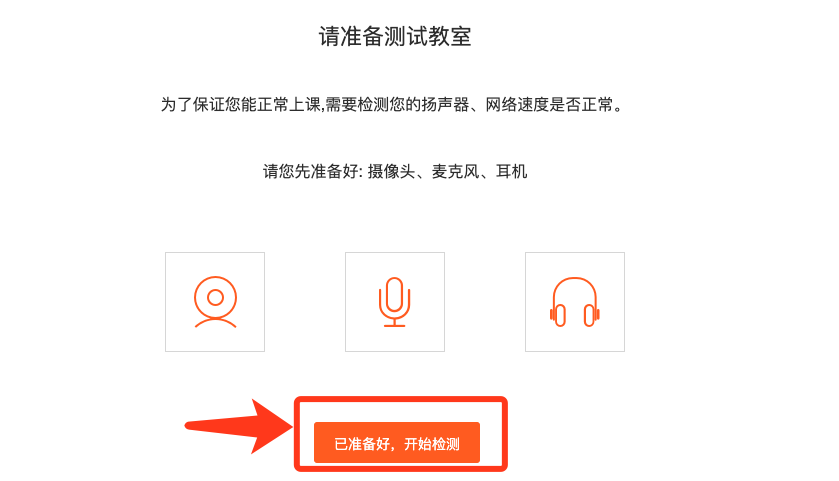 请准备测试教室
为了保证您能正常上课,需要检测您的扬声器、网络速度是否正常。
请您先准备好: 摄像头、麦克风、耳机
已准备好，开始检测